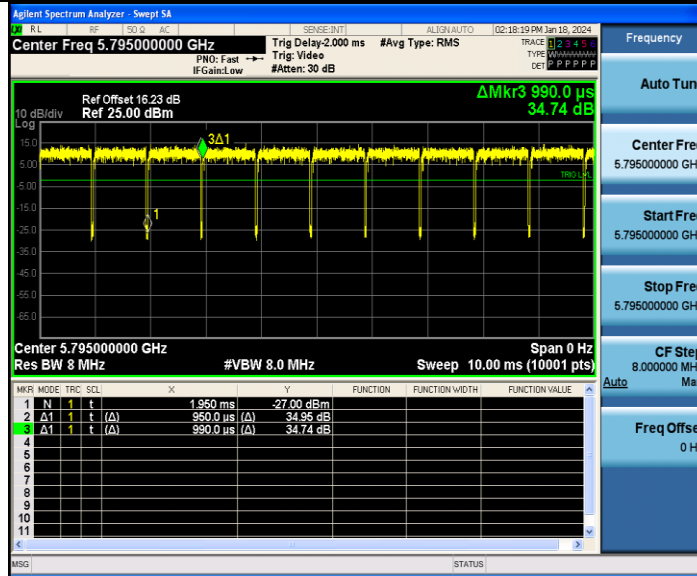 Agilent Spectrum Analyzer - Swept SA
RL RF 50 Ω AC SENSE:INT ALIGNAUTO 02:18:19 PM Jan 18, 2024
Center Freq 5.795000000 GHz
PNO: Fast
IFGain:Low
Trig Delay-2.000 ms
Trig: Video
#Atten: 30 dB
#Avg Type: RMS
TRACE 1 2 3 4 5 6
TYPE
DET P P P P P P
Ref Offset 16.23 dB
10 dB/div Ref 25.00 dBm
Log
ΔMkr3 990.0 µs
34.74 dB
15.0
5.00
-5.00
-15.0
-25.0
-35.0
-45.0
-55.0
-65.0
3Δ1
1
TRIG LVL
Center 5.795000000 GHz Span 0 Hz
Res BW 8 MHz #VBW 8.0 MHz Sweep 10.00 ms (10001 pts)
MKR MODE TRC SCL X Y FUNCTION FUNCTION WIDTH FUNCTION VALUE
1 N 1 t 1.950 ms -27.00 dBm
2 Δ1 1 t (Δ) 950.0 µs (Δ) 34.95 dB
3 Δ1 1 t (Δ) 990.0 µs (Δ) 34.74 dB
4
5
6
7
8
9
10
11
MSG STATUS
Frequency
Auto Tun
Center Fre
5.795000000 GH
Start Fre
5.795000000 GH
Stop Fre
5.795000000 GH
CF Step
8.000000 MH
Auto Ma
Freq Offse
0 H